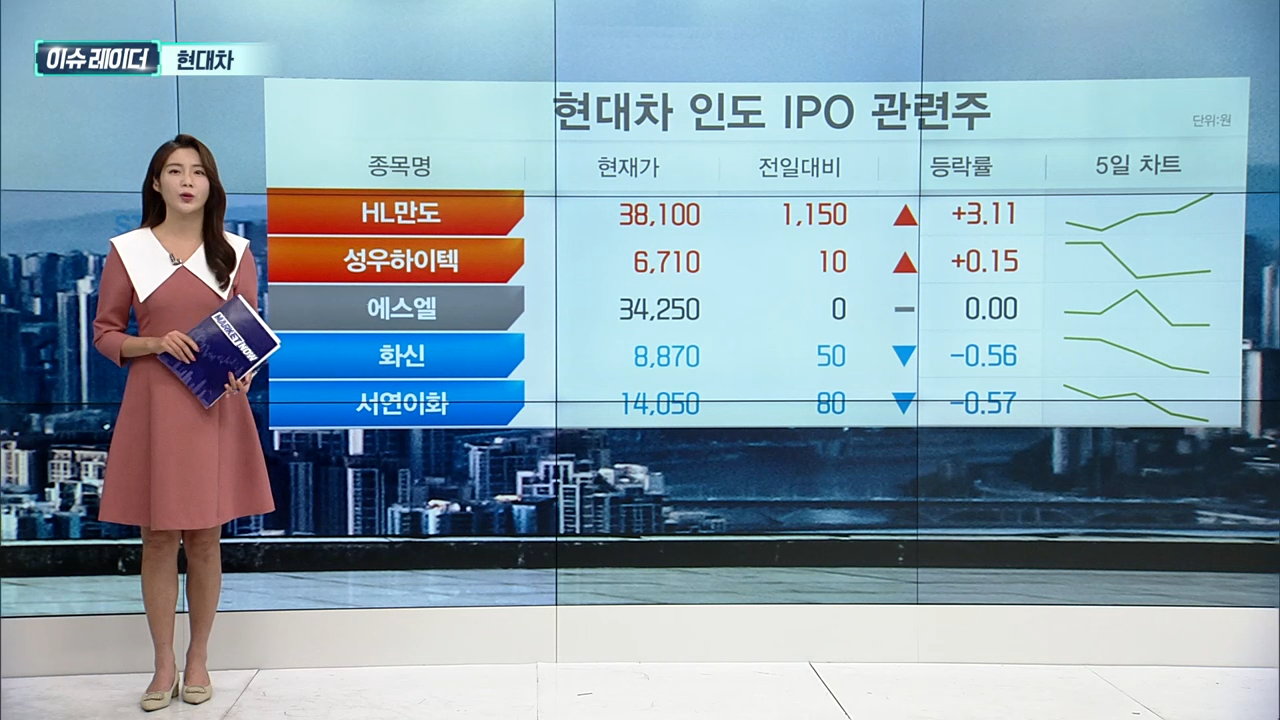 이슈레이더 현대차
현대차 인도 IPO 관련주
단위:원
종목명 현재가 전일대비 등락률 5일 차트
HL만도 38,100 1,150 ▲ +3.11
성우하이텍 6,710 10 ▲ +0.15
에스엘 34,250 0 - 0.00
화신 8,870 50 ▼ -0.56
서연이화 14,050 80 ▼ -0.57
MARKET NOW